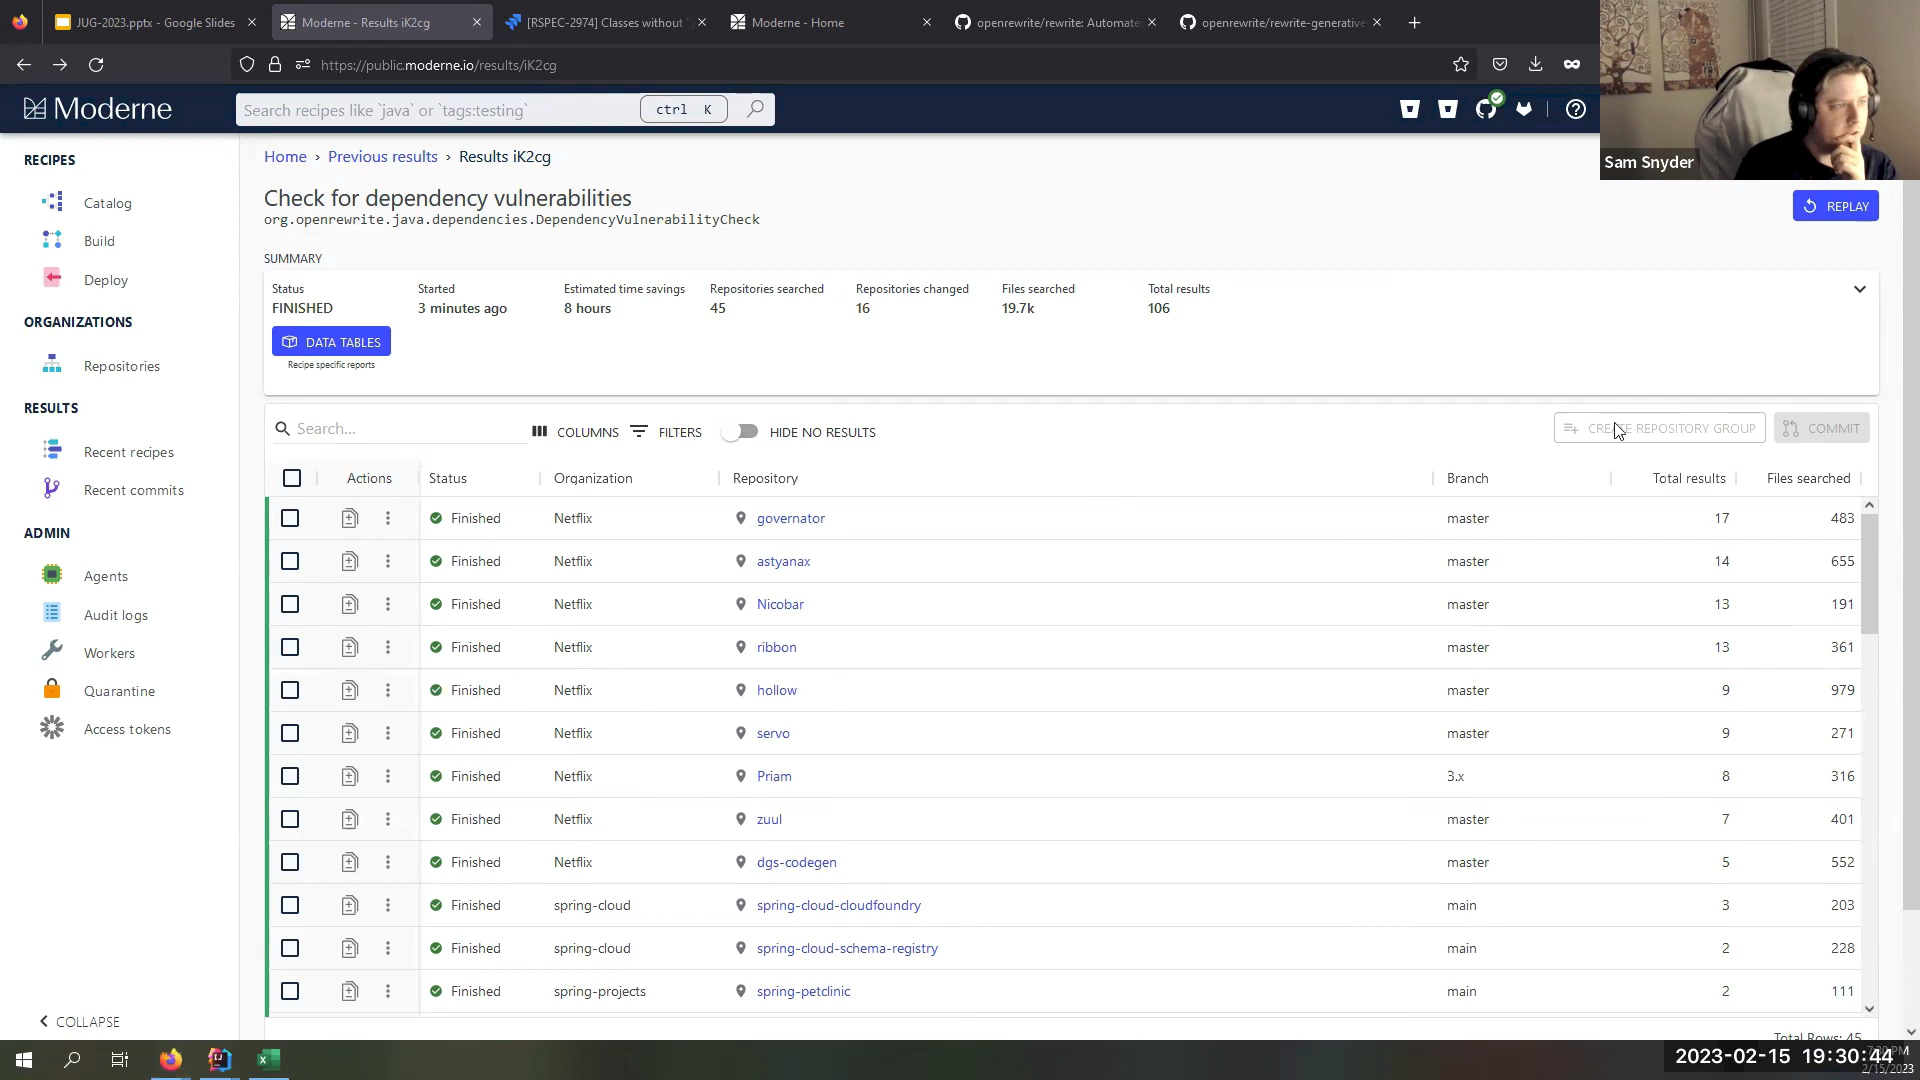 JUG-2023.pptx - Google Slides
Moderne - Results iK2cg
[RSPEC-2974] Classes without "
Moderne - Home
openrewrite/rewrite: Automate
openrewrite/rewrite-generative
https://public.moderne.io/results/iK2cg
Moderne
Search recipes like `java` or `tags:testing`
ctrl K
Sam Snyder
RECIPES
Catalog
Build
Deploy
ORGANIZATIONS
Repositories
RESULTS
Recent recipes
Recent commits
ADMIN
Agents
Audit logs
Workers
Quarantine
Access tokens
COLLAPSE
Home › Previous results › Results iK2cg
Check for dependency vulnerabilities
org.openrewrite.java.dependencies.DependencyVulnerabilityCheck
REPLAY
SUMMARY
Status Started Estimated time savings Repositories searched Repositories changed Files searched Total results
FINISHED 3 minutes ago 8 hours 45 16 19.7k 106
DATA TABLES
Recipe specific reports
Search... COLUMNS FILTERS HIDE NO RESULTS CREATE REPOSITORY GROUP COMMIT
Actions Status Organization Repository Branch Total results Files searched
Finished Netflix governator master 17 483
Finished Netflix astyanax master 14 655
Finished Netflix Nicobar master 13 191
Finished Netflix ribbon master 13 361
Finished Netflix hollow master 9 979
Finished Netflix servo master 9 271
Finished Netflix Priam 3.x 8 316
Finished Netflix zuul master 7 401
Finished Netflix dgs-codegen master 5 552
Finished spring-cloud spring-cloud-cloudfoundry main 3 203
Finished spring-cloud spring-cloud-schema-registry main 2 228
Finished spring-projects spring-petclinic main 2 111
Total Rows: 45
2023-02-15 19:30:44
2/15/2023